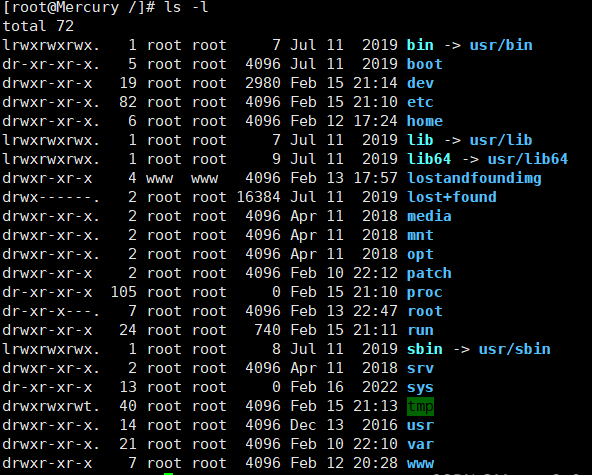 [root@Mercury /]# ls -l
total 72
lrwxrwxrwx.   1 root root     7 Jul 11  2019 bin -> usr/bin
dr-xr-xr-x.   5 root root  4096 Jul 11  2019 boot
drwxr-xr-x   19 root root  2980 Feb 15 21:14 dev
drwxr-xr-x.  82 root root  4096 Feb 15 21:10 etc
drwxr-xr-x.   6 root root  4096 Feb 12 17:24 home
lrwxrwxrwx.   1 root root     7 Jul 11  2019 lib -> usr/lib
lrwxrwxrwx.   1 root root     9 Jul 11  2019 lib64 -> usr/lib64
drwxr-xr-x    4 www  www   4096 Feb 13 17:57 lostandfoundimg
drwx------.   2 root root 16384 Jul 11  2019 lost+found
drwxr-xr-x.   2 root root  4096 Apr 11  2018 media
drwxr-xr-x.   2 root root  4096 Apr 11  2018 mnt
drwxr-xr-x.   2 root root  4096 Apr 11  2018 opt
drwxr-xr-x    2 root root  4096 Feb 10 22:12 patch
dr-xr-xr-x  105 root root     0 Feb 15 21:10 proc
dr-xr-x---.   7 root root  4096 Feb 13 22:47 root
drwxr-xr-x   24 root root   740 Feb 15 21:11 run
lrwxrwxrwx.   1 root root     8 Jul 11  2019 sbin -> usr/sbin
drwxr-xr-x.   2 root root  4096 Apr 11  2018 srv
dr-xr-xr-x   13 root root     0 Feb 16  2022 sys
drwxrwxrwt.  40 root root  4096 Feb 15 21:13 tmp
drwxr-xr-x.  14 root root  4096 Dec 13  2016 usr
drwxr-xr-x.  21 root root  4096 Feb 10 22:10 var
drwxr-xr-x    7 root root  4096 Feb 12 20:28 www